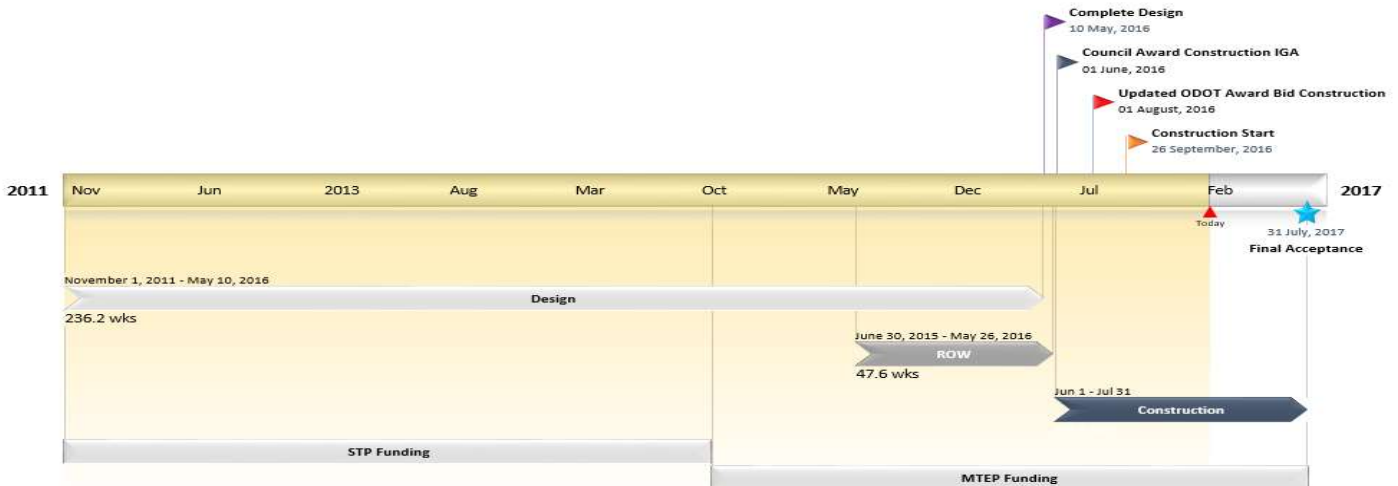 Complete Design
10 May, 2016
Council Award Construction IGA
01 June, 2016
Updated ODOT Award Bid Construction
01 August, 2016
Construction Start
26 September, 2016
2011 Nov Jun 2013 Aug Mar Oct May Dec Jul Feb 2017
Today
31 July, 2017
Final Acceptance
November 1, 2011 - May 10, 2016
Design
236.2 wks
June 30, 2015 - May 26, 2016
ROW
47.6 wks
Jun 1 - Jul 31
Construction
STP Funding
MTEP Funding